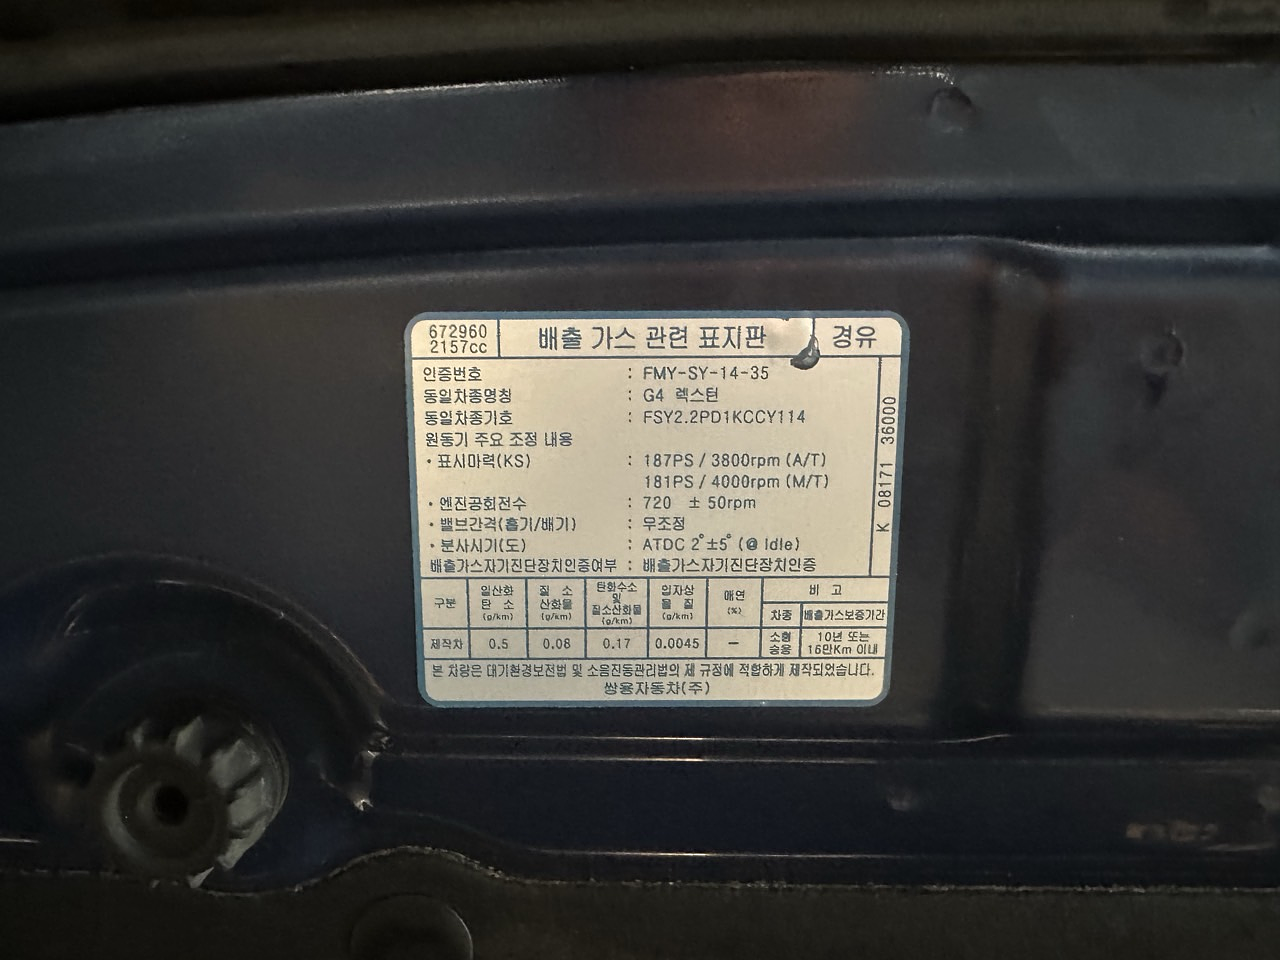 672960
2157cc
배출 가스 관련 표지판
경유
인증번호 : FMY-SY-14-35
동일차종명칭 : G4 렉스턴
동일차종기호 : FSY2.2PD1KCCY114
원동기 주요 조정 내용
· 표시마력(KS) : 187PS / 3800rpm (A/T)
181PS / 4000rpm (M/T)
· 엔진공회전수 : 720 ± 50rpm
· 밸브간격(흡기/배기) : 무조정
· 분사시기(도) : ATDC 2°±5° (@ Idle)
배출가스자기진단장치인증여부 : 배출가스자기진단장치인증
K 08171 36000
구분
일산화
탄 소
(g/km)
질 소
산화물
(g/km)
탄화수소
및
질소산화물
(g/km)
입자상
물 질
(g/km)
매연
(%)
비 고
차종
배출가스보증기간
제작차 0.5 0.08 0.17 0.0045 —
소형
승용
10년 또는
16만Km 이내
본 차량은 대기환경보전법 및 소음진동관리법의 제 규정에 적합하게 제작되었습니다.
쌍용자동차(주)